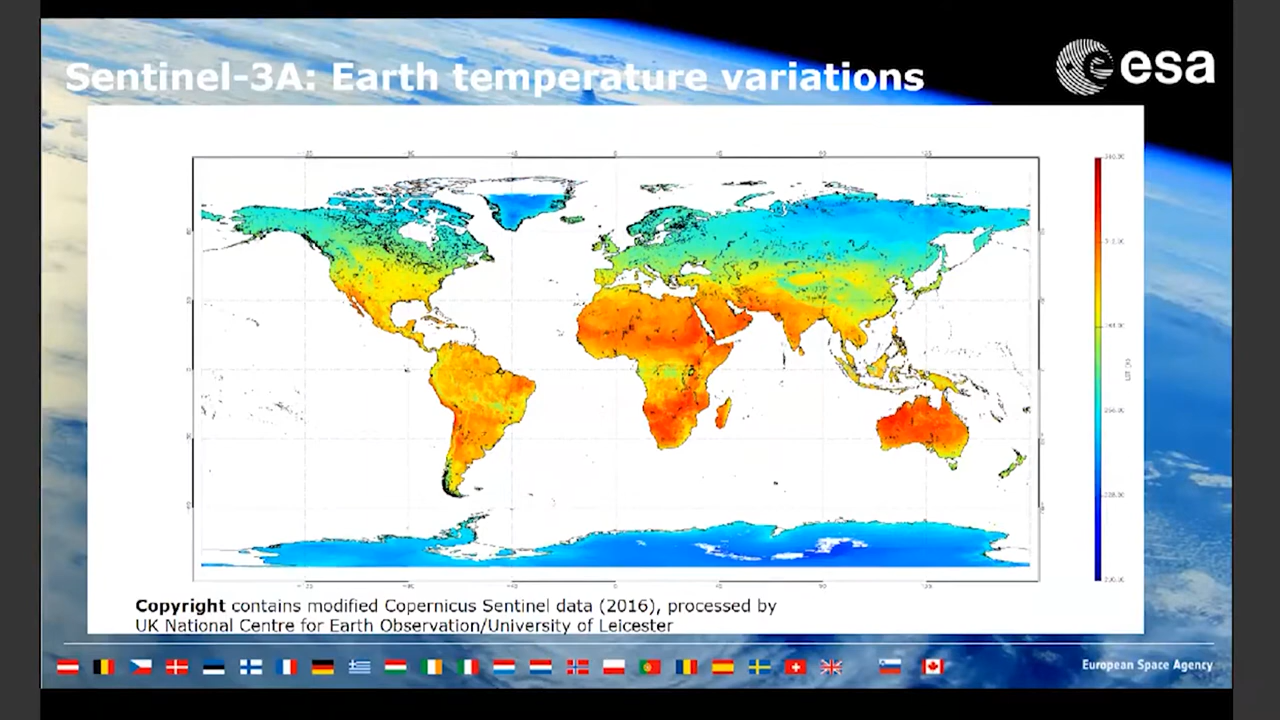 Sentinel-3A: Earth temperature variations
esa
Copyright contains modified Copernicus Sentinel data (2016), processed by
UK National Centre for Earth Observation/University of Leicester
European Space Agency